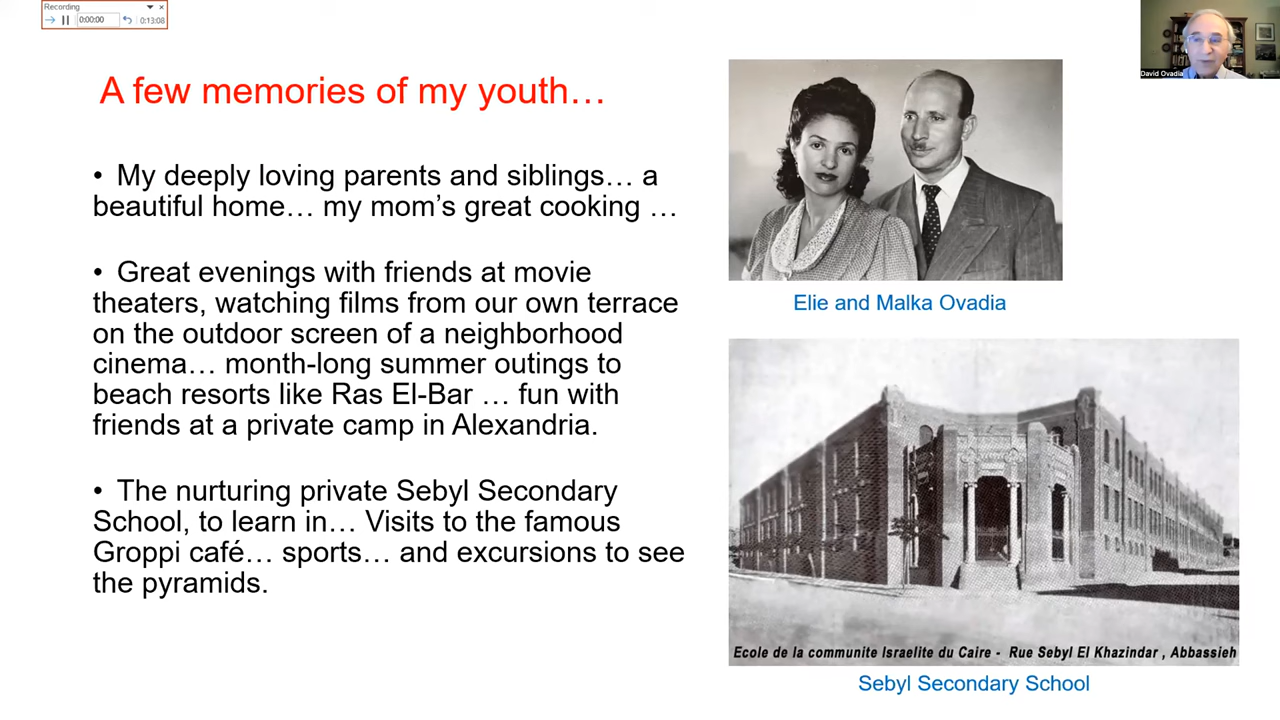 Recording
0:00:00
0:13:08
David Ovadia
A few memories of my youth…
• My deeply loving parents and siblings… a
beautiful home… my mom’s great cooking …
• Great evenings with friends at movie
theaters, watching films from our own terrace
on the outdoor screen of a neighborhood
cinema… month-long summer outings to
beach resorts like Ras El-Bar … fun with
friends at a private camp in Alexandria.
• The nurturing private Sebyl Secondary
School, to learn in… Visits to the famous
Groppi café… sports… and excursions to see
the pyramids.
Elie and Malka Ovadia
Ecole de la communite Israelite du Caire - Rue Sebyl El Khazindar , Abbassieh
Sebyl Secondary School